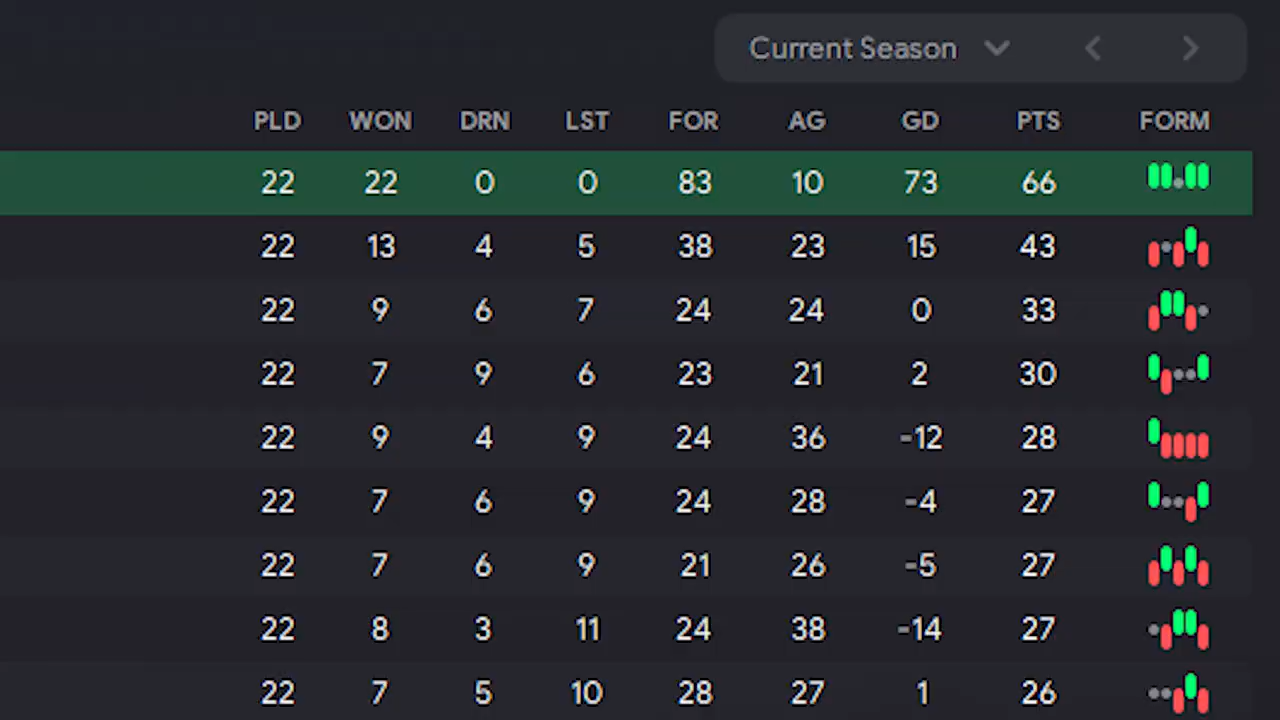 Current Season
PLD WON DRN LST FOR AG GD PTS FORM
22 22 0 0 83 10 73 66
22 13 4 5 38 23 15 43
22 9 6 7 24 24 0 33
22 7 9 6 23 21 2 30
22 9 4 9 24 36 -12 28
22 7 6 9 24 28 -4 27
22 7 6 9 21 26 -5 27
22 8 3 11 24 38 -14 27
22 7 5 10 28 27 1 26